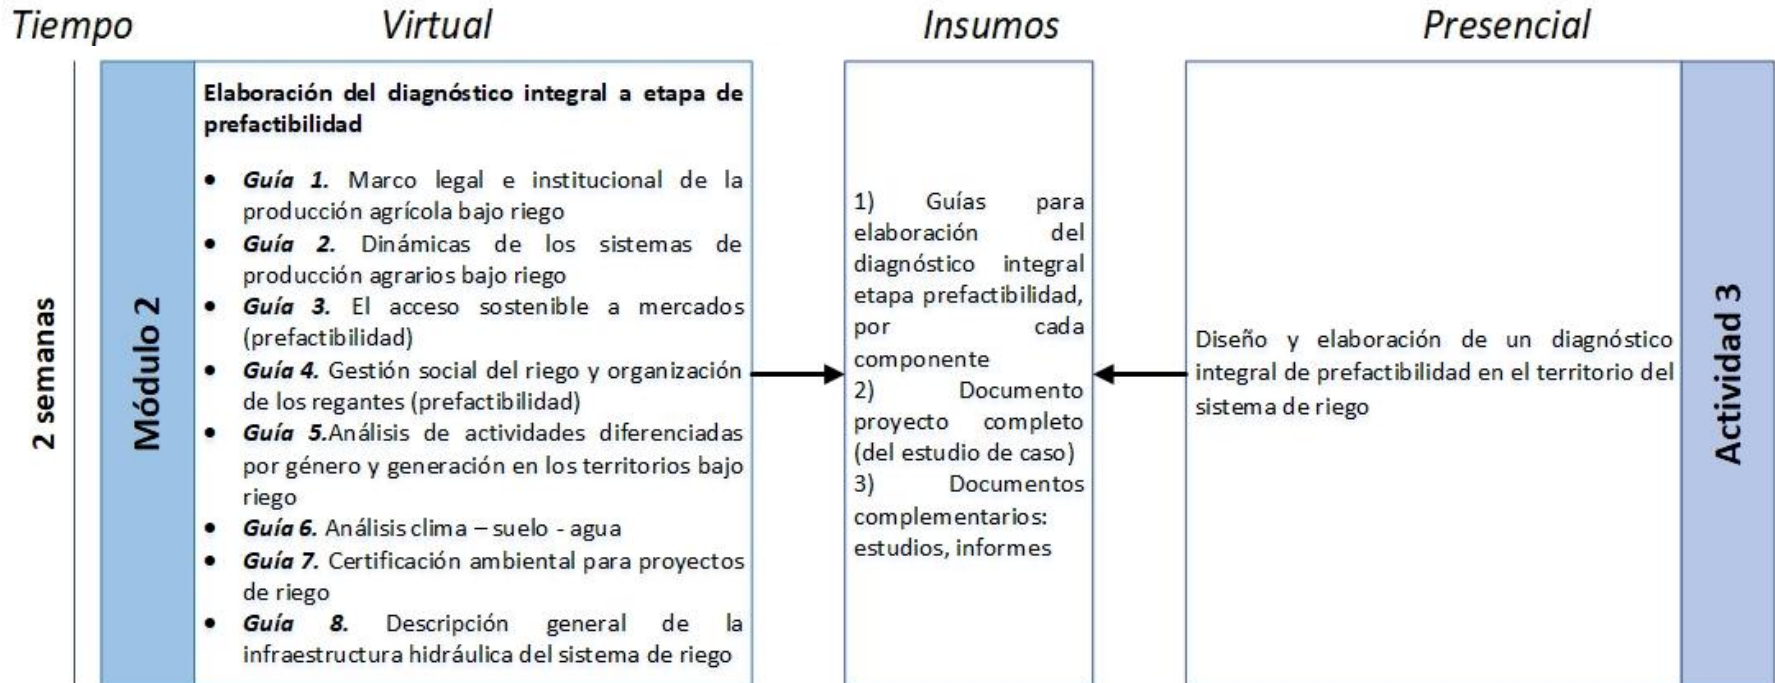 Tiempo
Virtual
Insumos
Presencial
2 semanas
Módulo 2
Elaboración del diagnóstico integral a etapa de
prefactibilidad
• Guía 1. Marco legal e institucional de la
producción agrícola bajo riego
• Guía 2. Dinámicas de los sistemas de
producción agrarios bajo riego
• Guía 3. El acceso sostenible a mercados
(prefactibilidad)
• Guía 4. Gestión social del riego y organización
de los regantes (prefactibilidad)
• Guía 5.Análisis de actividades diferenciadas
por género y generación en los territorios bajo
riego
• Guía 6. Análisis clima – suelo - agua
• Guía 7. Certificación ambiental para proyectos
de riego
• Guía 8. Descripción general de la
infraestructura hidráulica del sistema de riego
1) Guías para
elaboración del
diagnóstico integral
etapa prefactibilidad,
por cada
componente
2) Documento
proyecto completo
(del estudio de caso)
3) Documentos
complementarios:
estudios, informes
Diseño y elaboración de un diagnóstico
integral de prefactibilidad en el territorio del
sistema de riego
Actividad 3